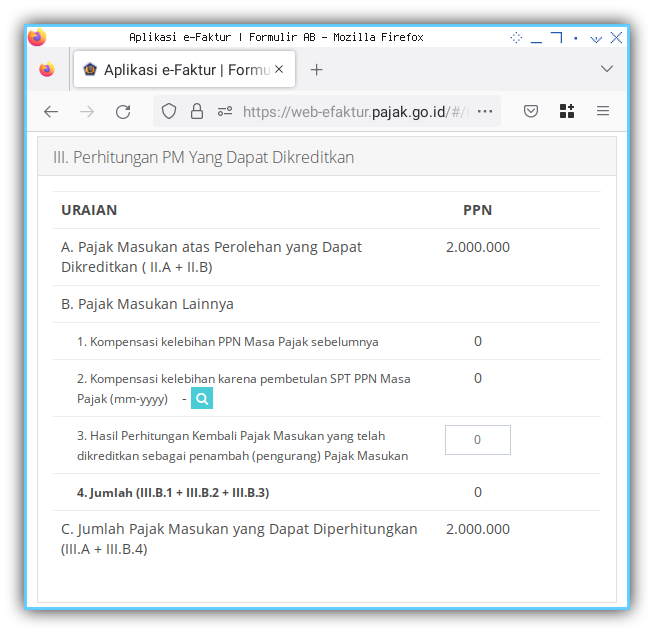 Aplikasi e-Faktur | Formulir AB - Mozilla Firefox
Aplikasi e-Faktur | Formu
https://web-efaktur.pajak.go.id/#/
III. Perhitungan PM Yang Dapat Dikreditkan
URAIAN PPN
A. Pajak Masukan atas Perolehan yang Dapat 2.000.000
Dikreditkan ( II.A + II.B)
B. Pajak Masukan Lainnya
1. Kompensasi kelebihan PPN Masa Pajak sebelumnya 0
2. Kompensasi kelebihan karena pembetulan SPT PPN Masa 0
Pajak (mm-yyyy) -
3. Hasil Perhitungan Kembali Pajak Masukan yang telah 0
dikreditkan sebagai penambah (pengurang) Pajak Masukan
4. Jumlah (III.B.1 + III.B.2 + III.B.3) 0
C. Jumlah Pajak Masukan yang Dapat Diperhitungkan 2.000.000
(III.A + III.B.4)